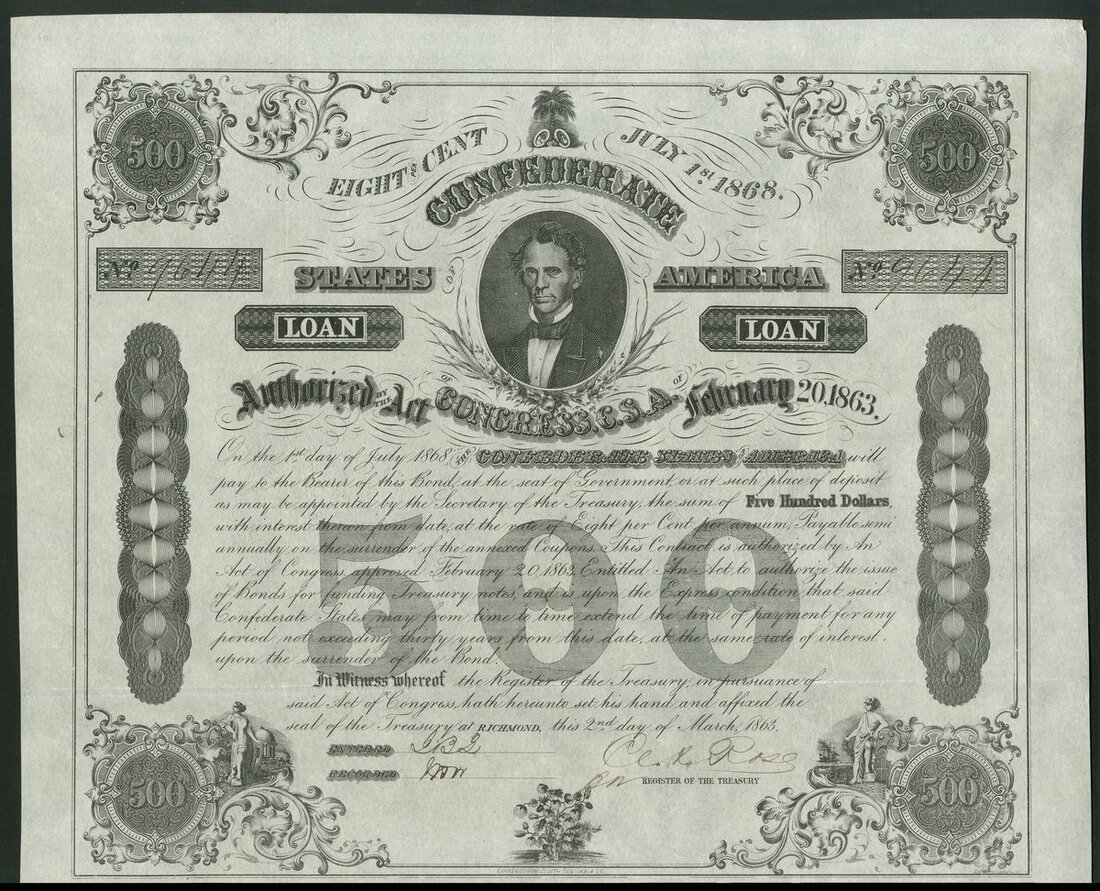 500 500
EIGHT PER CENT JULY 1st 1868.
CONFEDERATE
No 9644 No 9644
STATES OF AMERICA
LOAN LOAN
Authorized BY THE Act OF CONGRESS, C.S.A. OF February 20, 1863.
On the 1st day of July 1868 THE CONFEDERATE STATES OF AMERICA will
pay to the Bearer of this Bond, at the seat of Government, or at such place of deposit
as may be appointed by the Secretary of the Treasury, the sum of Five Hundred Dollars,
with interest thereon from date, at the rate of Eight per Cent per annum, Payable semi
annually on the surrender of the annexed Coupons. This Contract is authorized by An
Act of Congress approved February 20, 1863. Entitled An Act to authorize the issue
of Bonds for funding Treasury notes, and is upon the Express condition that said
Confederate States may from time to time extend the time of payment for any
period not exceeding thirty years from this date, at the same rate of interest,
upon the surrender of the Bond.
500
In Witness whereof the Register of the Treasury, in pursuance of
said Act of Congress, hath hereunto set his hand and affixed the
seal of the Treasury at RICHMOND, this 2nd day of March, 1863.
ENTERED
RECORDED
REGISTER OF THE TREASURY
500 500